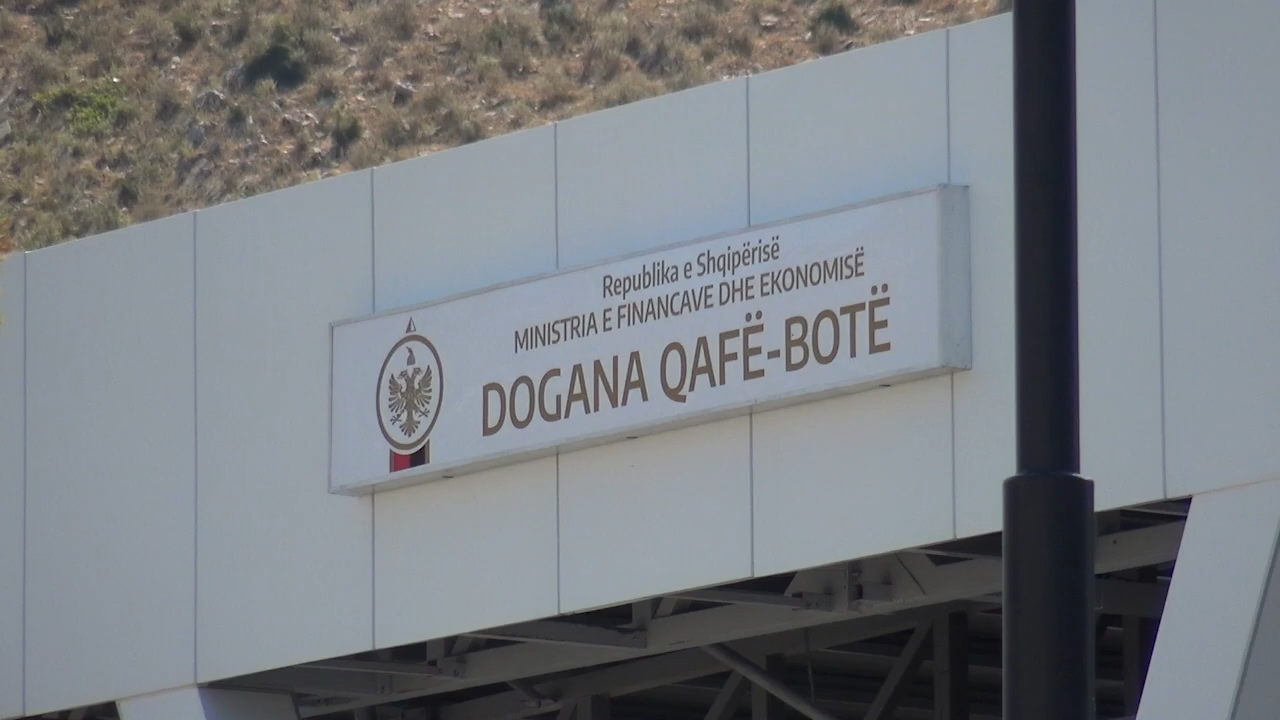 Republika e Shqipërisë
MINISTRIA E FINANCAVE DHE EKONOMISË
DOGANA QAFË-BOTË